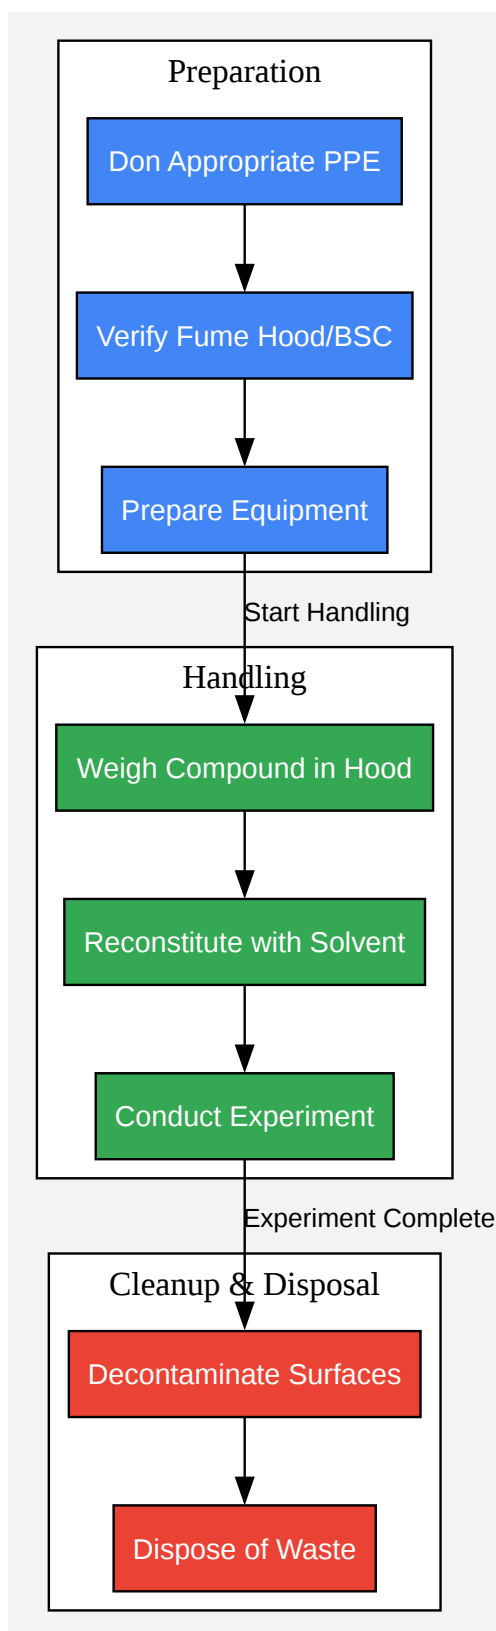 Preparation
Don Appropriate PPE
Verify Fume Hood/BSC
Prepare Equipment
Start Handling
Handling
Weigh Compound in Hood
Reconstitute with Solvent
Conduct Experiment
Experiment Complete
Cleanup & Disposal
Decontaminate Surfaces
Dispose of Waste